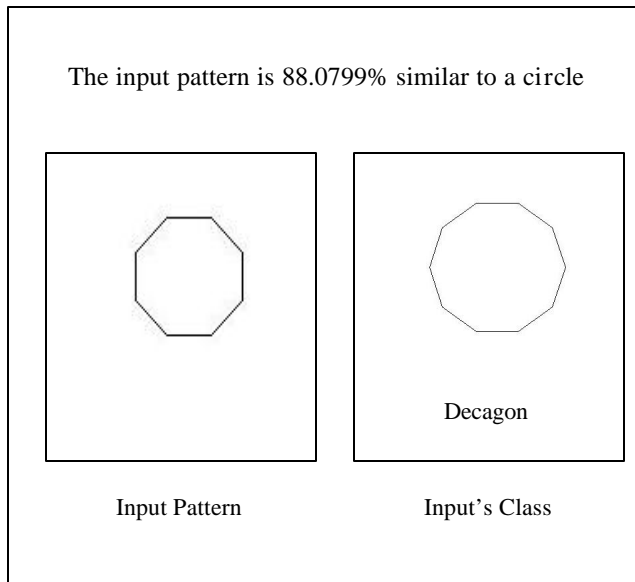 The input pattern is 88.0799% similar to a circle
Decagon
Input Pattern
Input’s Class